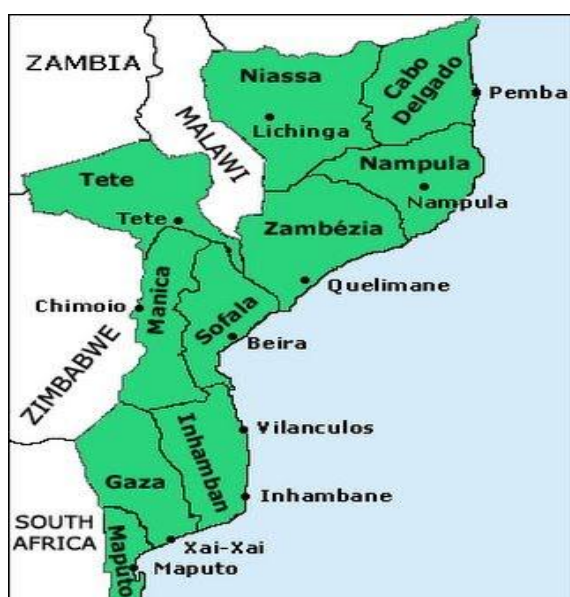 ZAMBIA
Niassa
Cabo
Delgado
Pemba
Lichinga
MALAWI
Nampula
Nampula
Tete
Tete
Zambézia
Quelimane
Chimoio
Manica
Sofala
Beira
ZIMBABWE
Vilanculos
Inhamban
Gaza
Inhambane
SOUTH
AFRICA
Xai-Xai
Maputo
Maputo